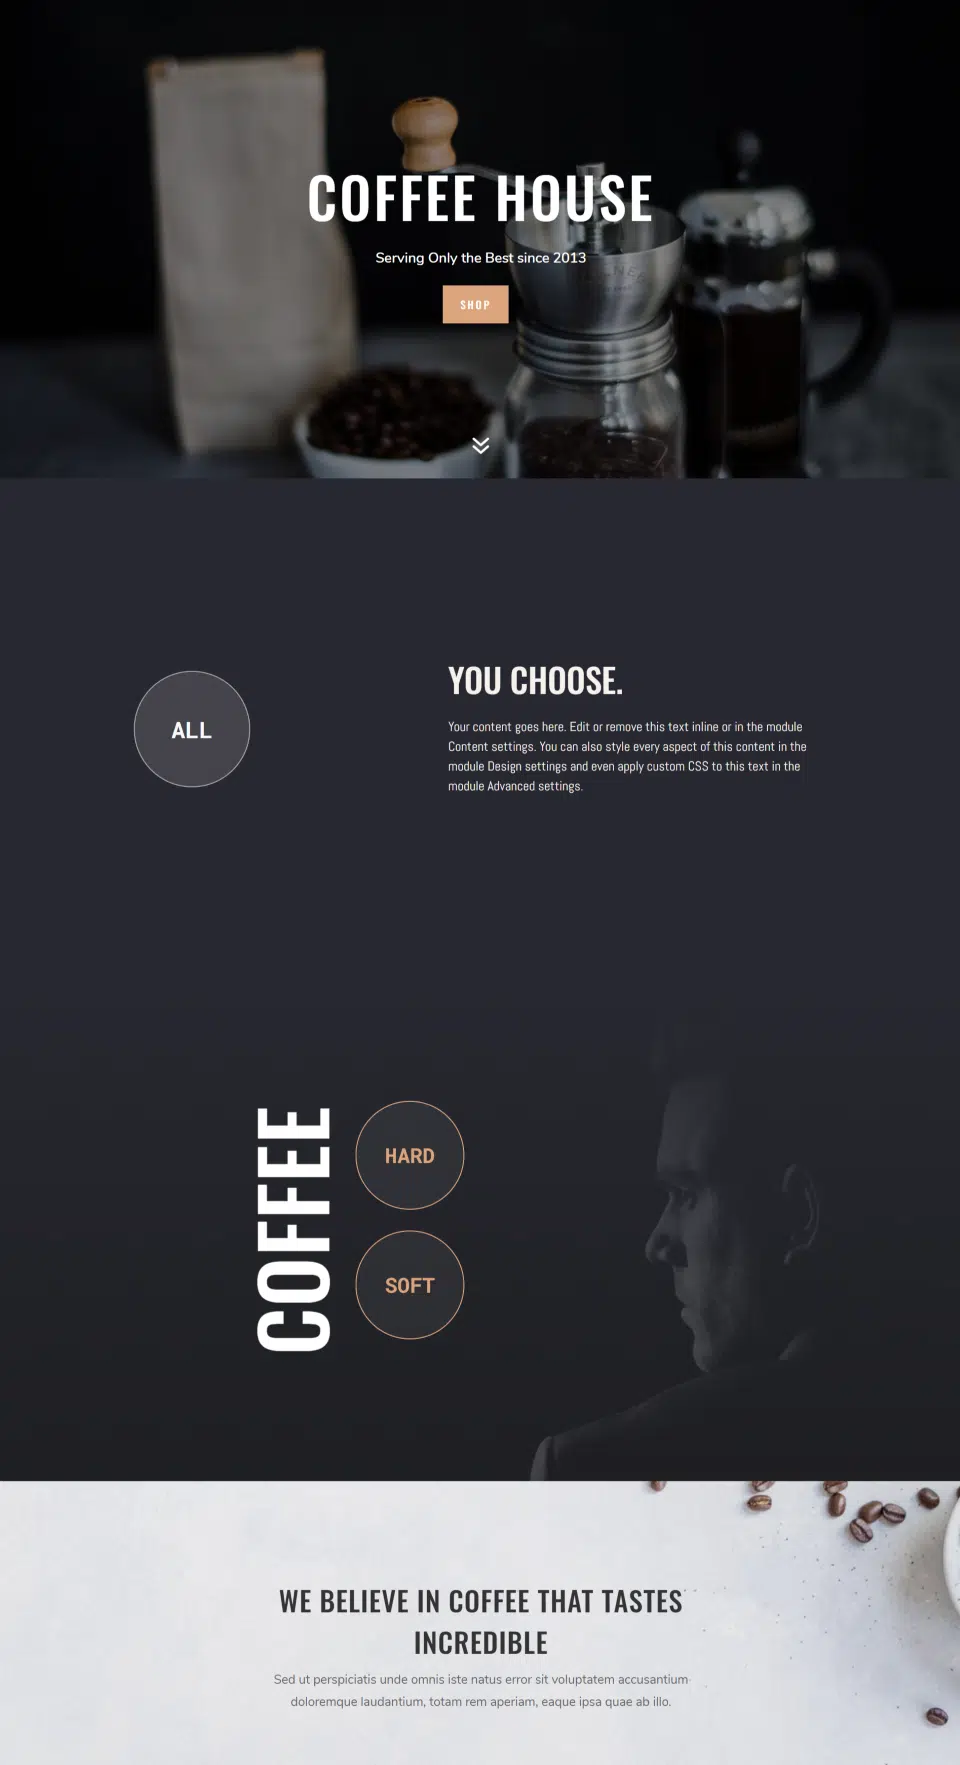 COFFEE HOUSE
Serving Only the Best since 2013
SHOP
ALL
YOU CHOOSE.
Your content goes here. Edit or remove this text inline or in the module
Content settings. You can also style every aspect of this content in the
module Design settings and even apply custom CSS to this text in the
module Advanced settings.
COFFEE
HARD
SOFT
WE BELIEVE IN COFFEE THAT TASTES
INCREDIBLE
Sed ut perspiciatis unde omnis iste natus error sit voluptatem accusantium
doloremque laudantium, totam rem aperiam, eaque ipsa quae ab illo.